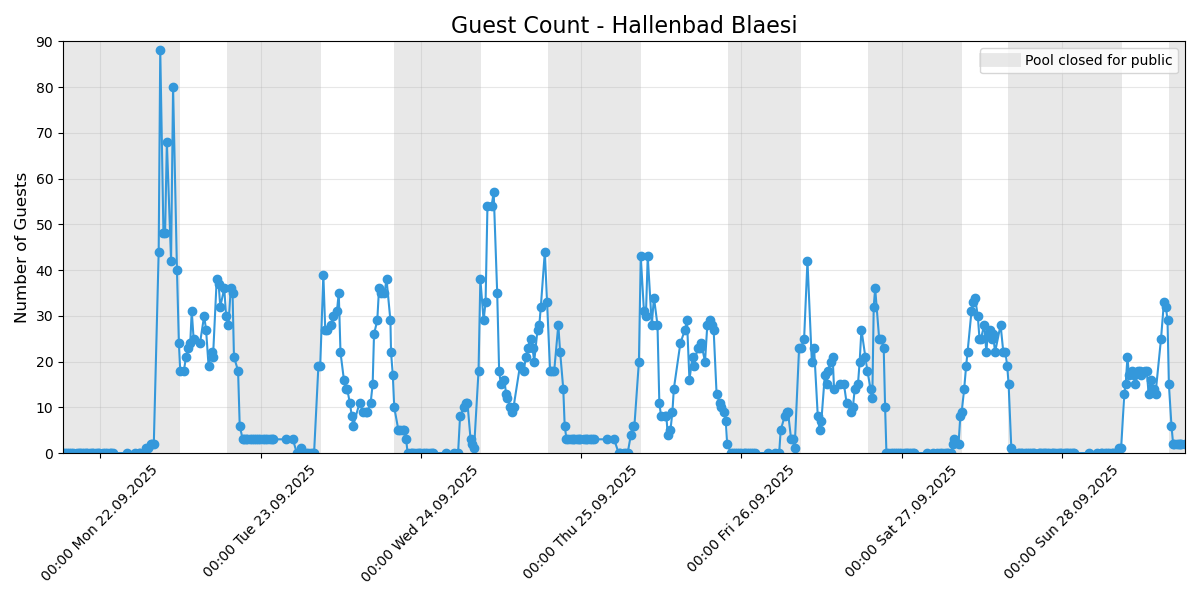 Guest Count - Hallenbad Blaesi
Pool closed for public
Number of Guests
90
80
70
60
50
40
30
20
10
0
00:00 Mon 22.09.2025
00:00 Tue 23.09.2025
00:00 Wed 24.09.2025
00:00 Thu 25.09.2025
00:00 Fri 26.09.2025
00:00 Sat 27.09.2025
00:00 Sun 28.09.2025